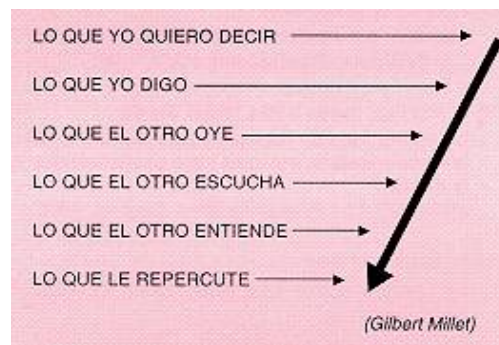 LO QUE YO QUIERO DECIR
LO QUE YO DIGO
LO QUE EL OTRO OYE
LO QUE EL OTRO ESCUCHA
LO QUE EL OTRO ENTIENDE
LO QUE LE REPERCUTE
(Gilbert Millet)